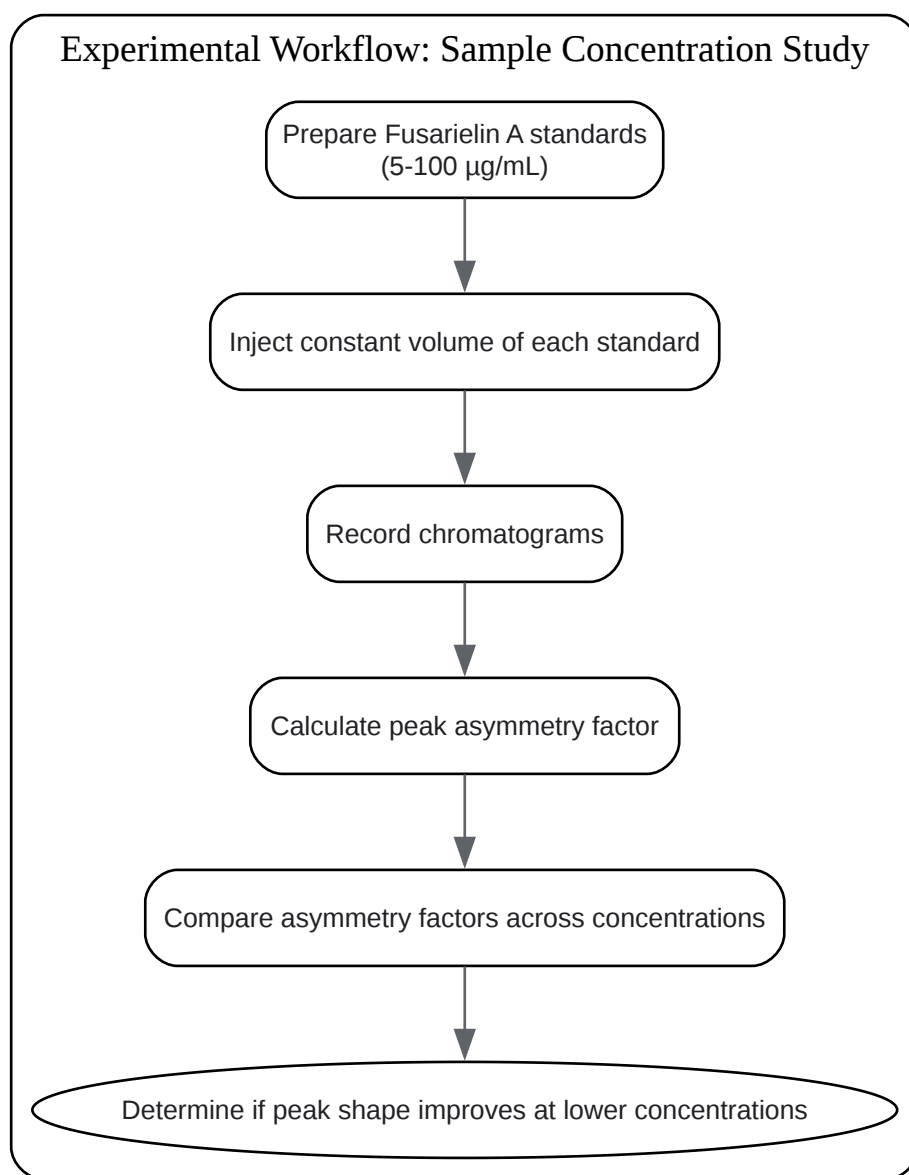 Experimental Workflow: Sample Concentration Study
Prepare Fusarielin A standards
(5-100 µg/mL)
Inject constant volume of each standard
Record chromatograms
Calculate peak asymmetry factor
Compare asymmetry factors across concentrations
Determine if peak shape improves at lower concentrations